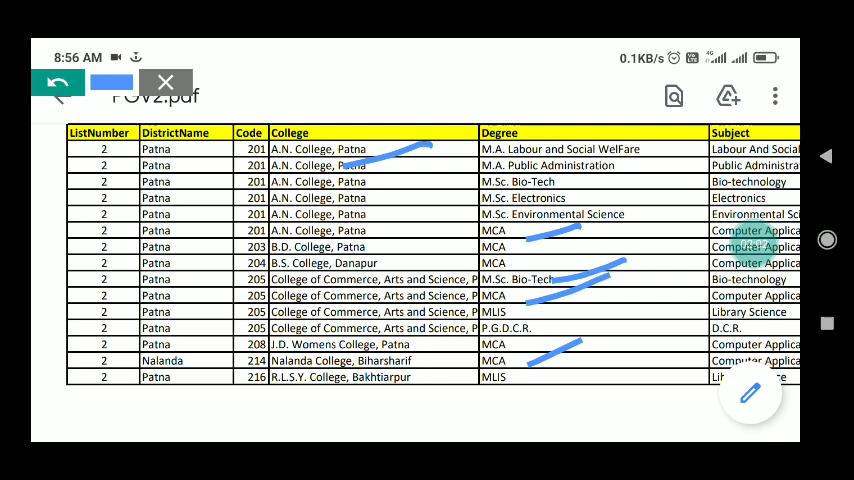 8:56 AM 0.1KB/s 4G
POV2.pdf
ListNumber DistrictName Code College Degree Subject
2 Patna 201 A.N. College, Patna M.A. Labour and Social WelFare Labour And Social
2 Patna 201 A.N. College, Patna M.A. Public Administration Public Administra
2 Patna 201 A.N. College, Patna M.Sc. Bio-Tech Bio-technology
2 Patna 201 A.N. College, Patna M.Sc. Electronics Electronics
2 Patna 201 A.N. College, Patna M.Sc. Environmental Science Environmental Sci
2 Patna 201 A.N. College, Patna MCA Computer Applica
2 Patna 203 B.D. College, Patna MCA Computer Applica
2 Patna 204 B.S. College, Danapur MCA Computer Applica
2 Patna 205 College of Commerce, Arts and Science, P M.Sc. Bio-Tech Bio-technology
2 Patna 205 College of Commerce, Arts and Science, P MCA Computer Applica
2 Patna 205 College of Commerce, Arts and Science, P MLIS Library Science
2 Patna 205 College of Commerce, Arts and Science, P P.G.D.C.R. D.C.R.
2 Patna 208 J.D. Womens College, Patna MCA Computer Applica
2 Nalanda 214 Nalanda College, Biharsharif MCA Computer Applica
2 Patna 216 R.L.S.Y. College, Bakhtiarpur MLIS